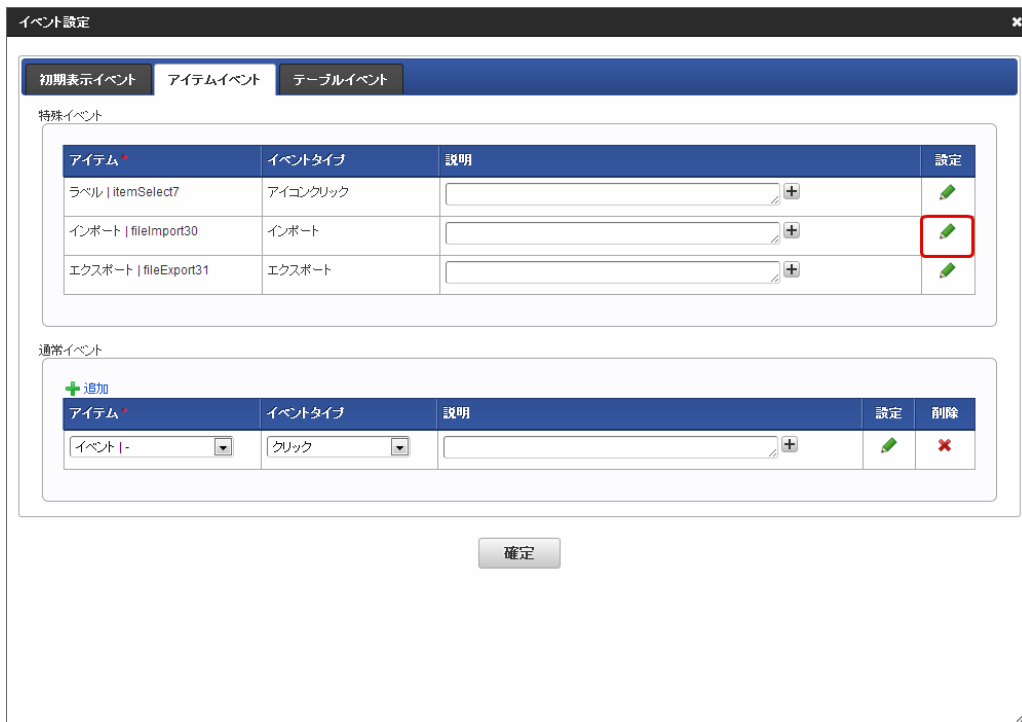 イベント設定
初期表示イベント アイテムイベント テーブルイベント
特殊イベント
アイテム* イベントタイプ 説明 設定
ラベル | itemSelect7 アイコンクリック
インポート | fileImport30 インポート
エクスポート | fileExport31 エクスポート
通常イベント
追加
アイテム* イベントタイプ 説明 設定 削除
イベント | - クリック
確定